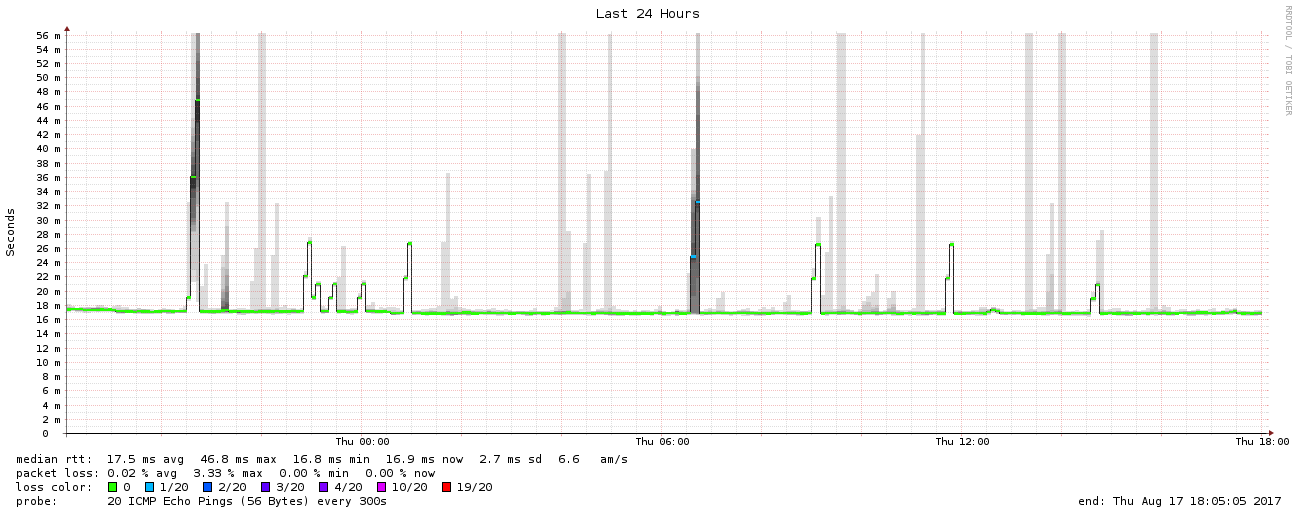 Last 24 Hours
RRDTOOL / TOBI OETIKER
Seconds
56 m
54 m
52 m
50 m
48 m
46 m
44 m
42 m
40 m
38 m
36 m
34 m
32 m
30 m
28 m
26 m
24 m
22 m
20 m
18 m
16 m
14 m
12 m
10 m
8 m
6 m
4 m
2 m
0
Thu 00:00 Thu 06:00 Thu 12:00 Thu 18:00
median rtt: 17.5 ms avg 46.8 ms max 16.8 ms min 16.9 ms now 2.7 ms sd 6.6 am/s
packet loss: 0.02 % avg 3.33 % max 0.00 % min 0.00 % now
loss color: 0 1/20 2/20 3/20 4/20 10/20 19/20
probe: 20 ICMP Echo Pings (56 Bytes) every 300s end: Thu Aug 17 18:05:05 2017